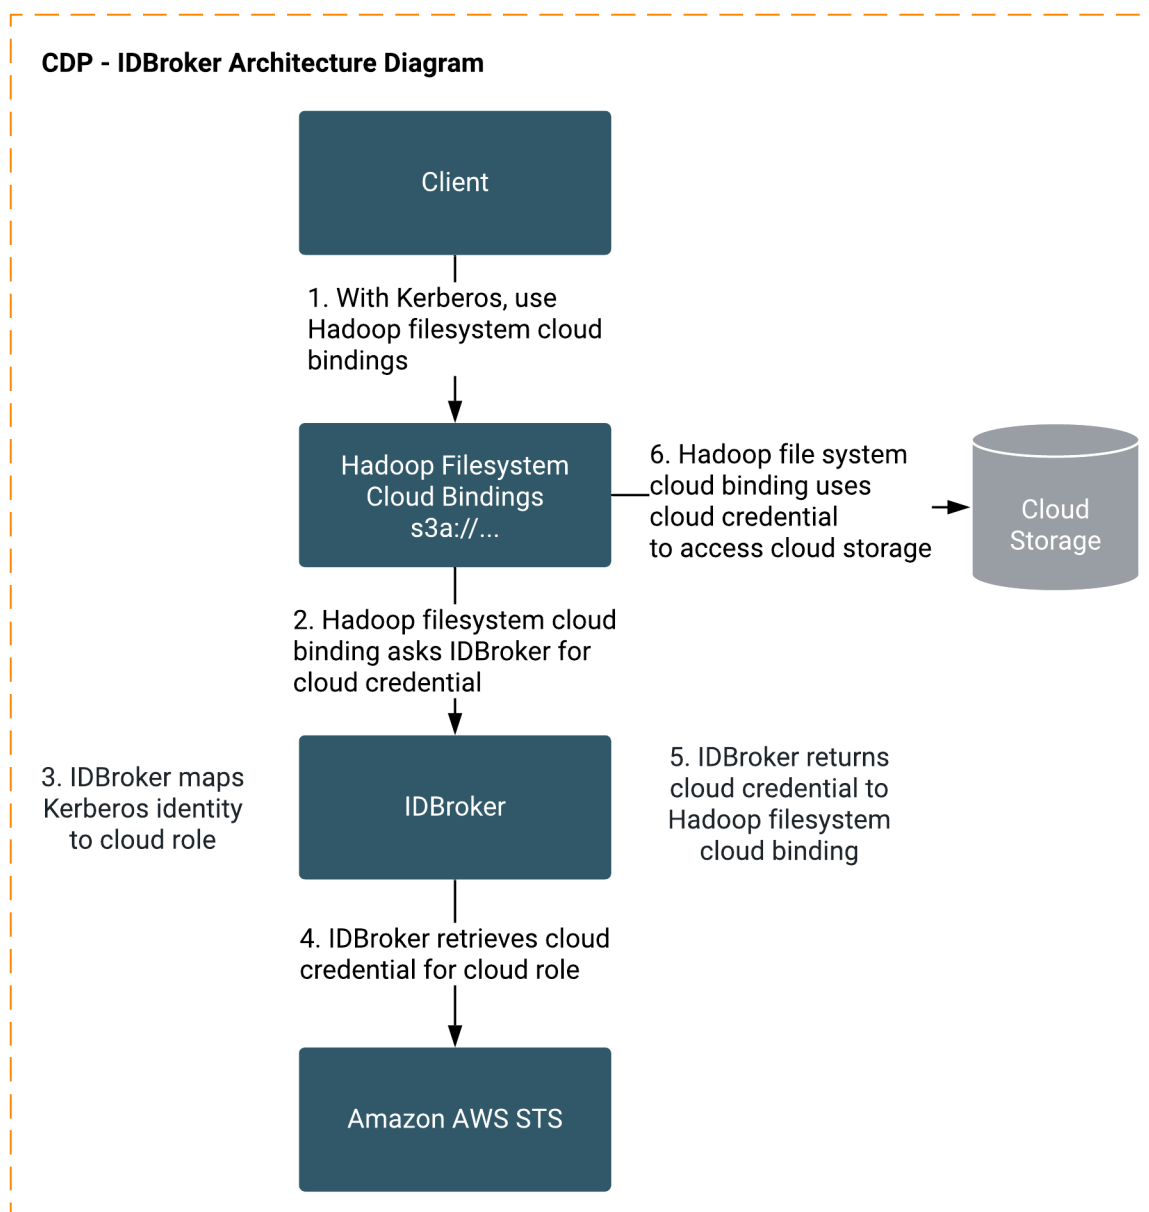 CDP - IDBroker Architecture Diagram
Client
1. With Kerberos, use
Hadoop filesystem cloud
bindings
Hadoop Filesystem
Cloud Bindings
s3a://...
6. Hadoop file system
cloud binding uses
cloud credential
to access cloud storage
Cloud
Storage
2. Hadoop filesystem cloud
binding asks IDBroker for
cloud credential
3. IDBroker maps
Kerberos identity
to cloud role
IDBroker
5. IDBroker returns
cloud credential to
Hadoop filesystem
cloud binding
4. IDBroker retrieves cloud
credential for cloud role
Amazon AWS STS